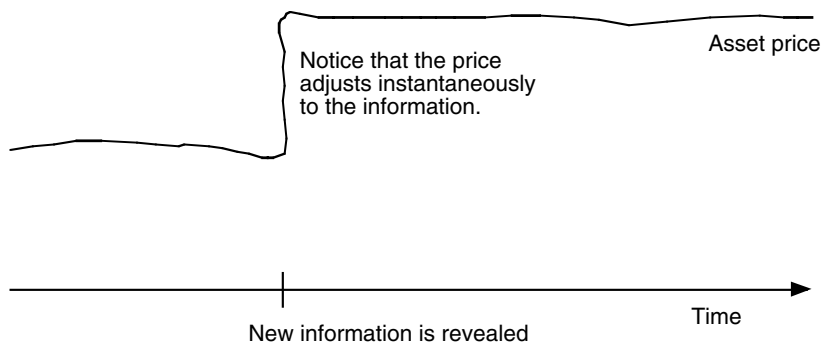 Asset price
Notice that the price
adjusts instantaneously
to the information.
Time
New information is revealed